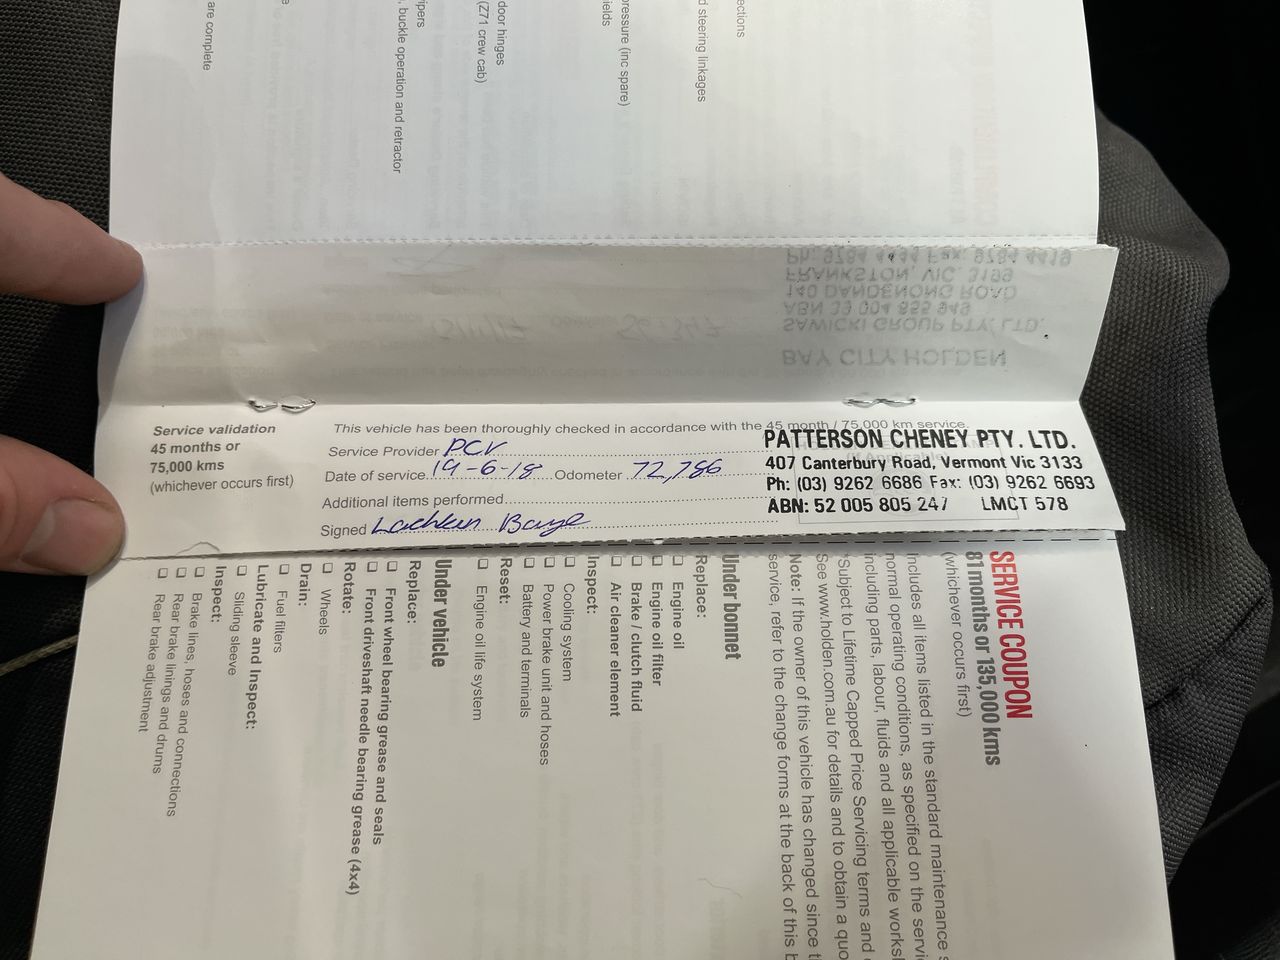 are complete
e
buckle operation and retractor
door hinges
(Z71 crew cab)
pressure (inc spare)
d steering linkages
Service validation
45 months or
75,000 kms
(whichever occurs first)
This vehicle has been thoroughly checked in accordance with the 45 month / 75,000 km service.
Service Provider PCV
Date of service 19-6-18 Odometer 72,786
Additional items performed
Signed Lachlan
PATTERSON CHENEY PTY. LTD.
407 Canterbury Road, Vermont Vic 3133
Ph: (03) 9262 6686 Fax: (03) 9262 6693
ABN: 52 005 805 247 LMCT 578
BAY CITY HOLDEN
SAWICKI GROUP PTY. LTD.
ABN 39 004 855 949
140 DANDENONG ROAD
FRANKSTON, VIC. 3199
Ph: 9784 4444 Fax: 9784 4419
SERVICE COUPON
81 months or 135,000 kms
(whichever occurs first)
Includes all items listed in the standard maintenance s
normal operating conditions, as specified on the servi
including parts, labour, fluids and all applicable works
*Subject to Lifetime Capped Price Servicing terms and
See www.holden.com.au for details and to obtain a quo
Note: If the owner of this vehicle has changed since t
service, refer to the change forms at the back of this b
Under bonnet
Replace:
Engine oil
Engine oil filter
Brake / clutch fluid
Air cleaner element
Inspect:
Cooling system
Power brake unit and hoses
Battery and terminals
Reset:
Engine oil life system
Under vehicle
Replace:
Front wheel bearing grease and seals
Front driveshaft needle bearing grease (4x4)
Rotate:
Wheels
Drain:
Fuel filters
Lubricate and Inspect:
Sliding sleeve
Inspect:
Brake lines, hoses and connections
Rear brake linings and drums
Rear brake adjustment